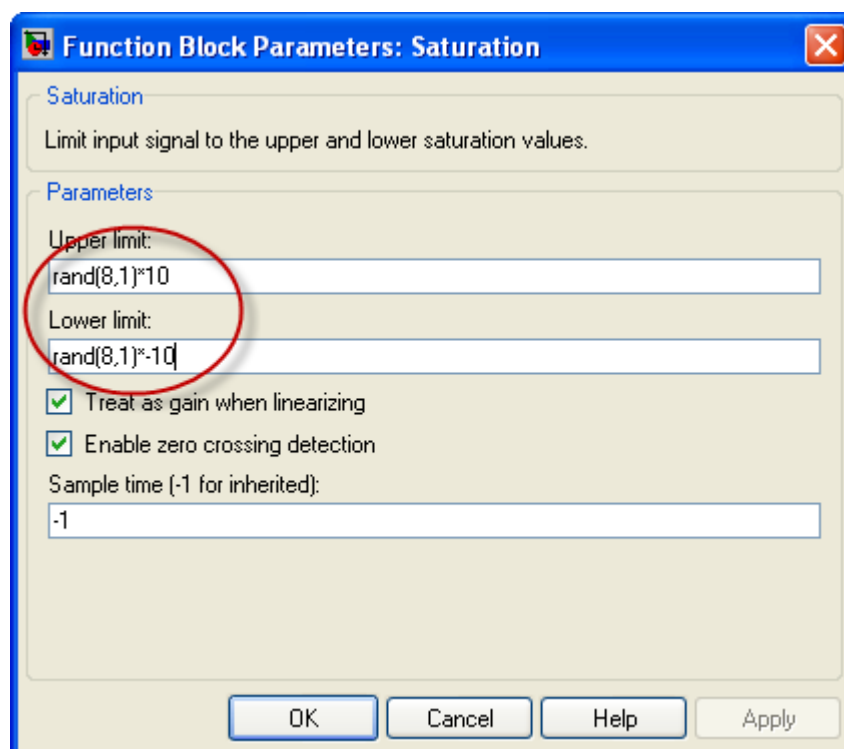 Function Block Parameters: Saturation
Saturation
Limit input signal to the upper and lower saturation values.
Parameters
Upper limit:
rand(8,1)*10
Lower limit:
rand(8,1)*-10
Treat as gain when linearizing
Enable zero crossing detection
Sample time (-1 for inherited):
-1
OK Cancel Help Apply